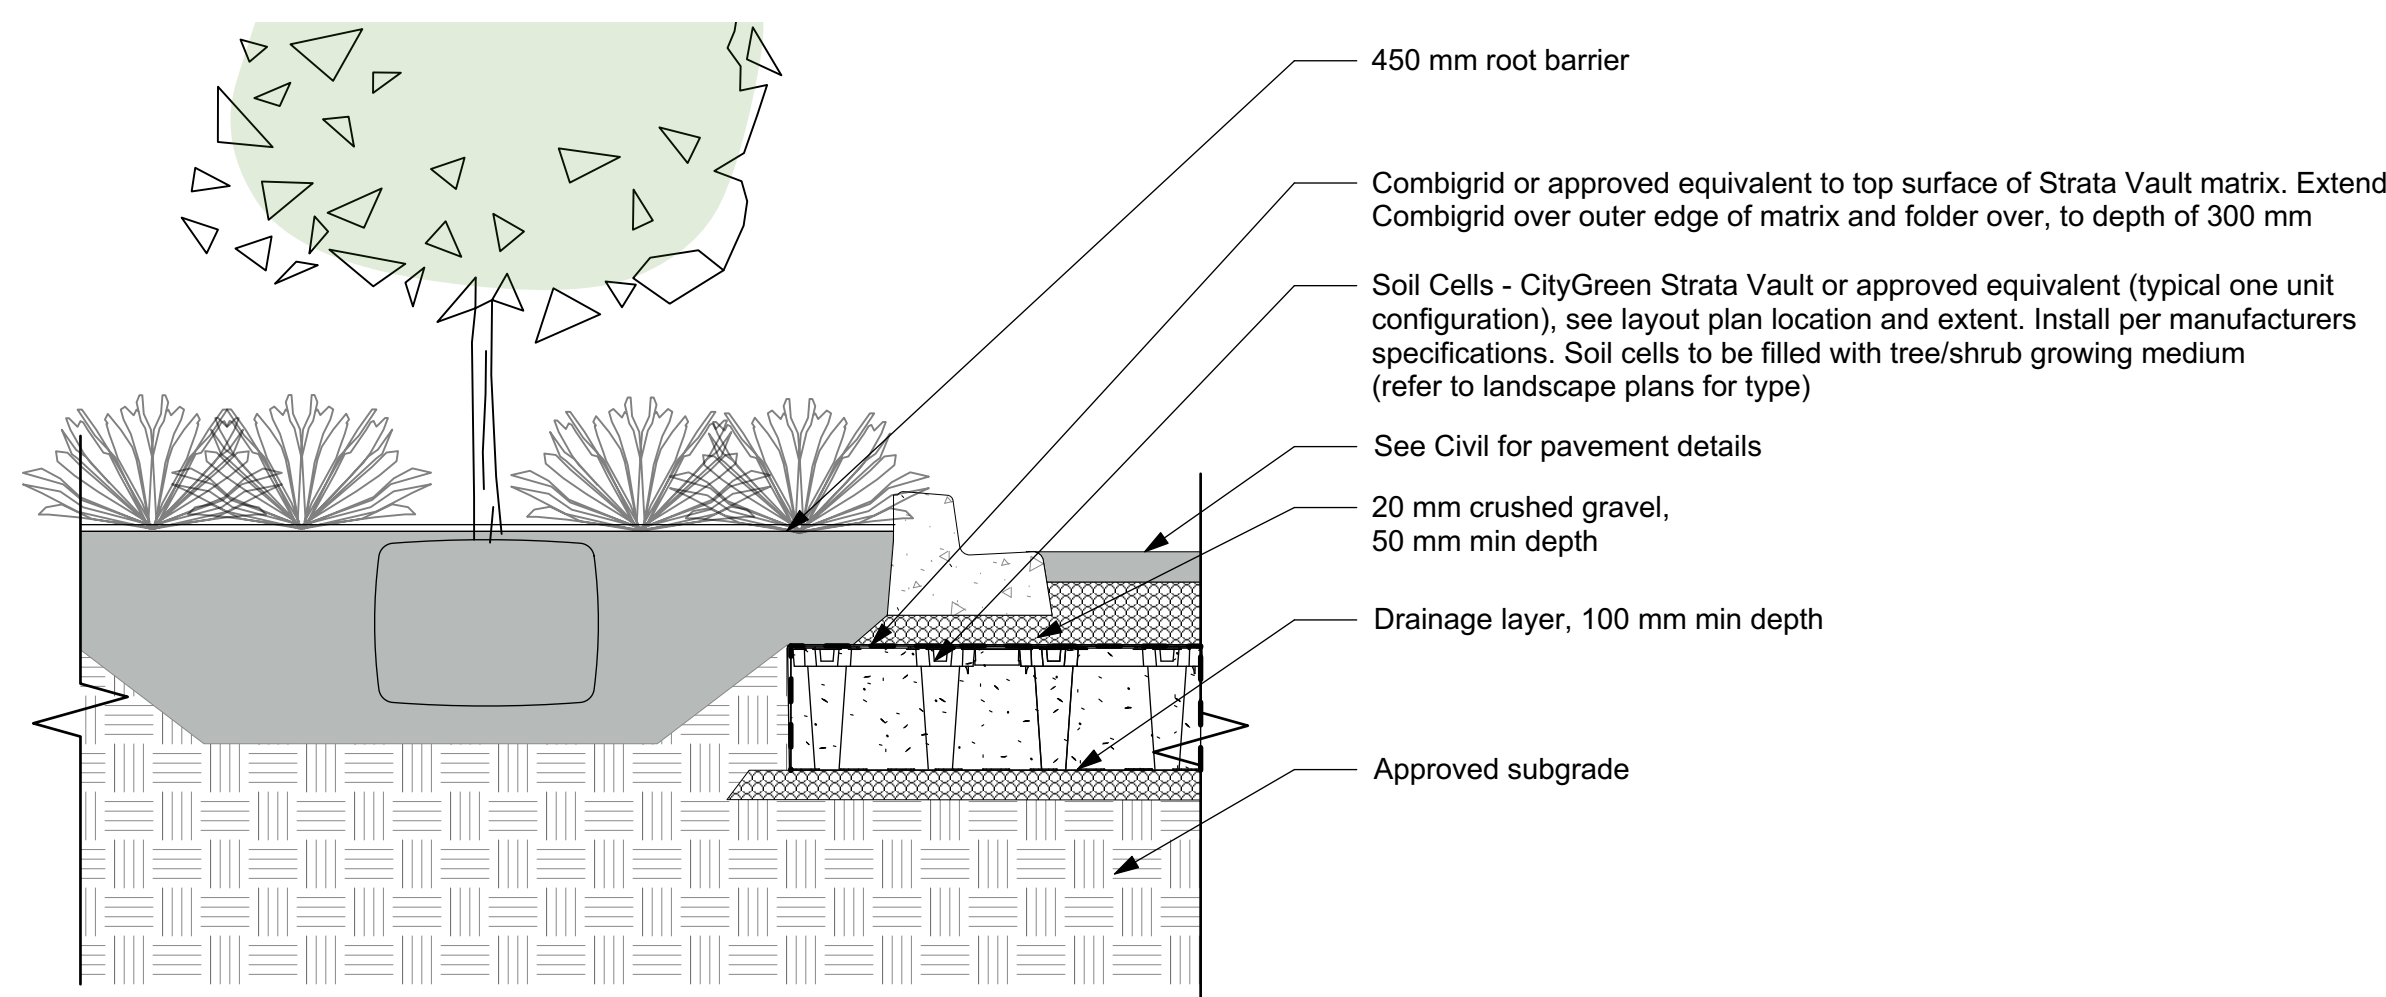 450 mm root barrier
Combigrid or approved equivalent to top surface of Strata Vault matrix. Extend
Combigrid over outer edge of matrix and folder over, to depth of 300 mm
Soil Cells - CityGreen Strata Vault or approved equivalent (typical one unit
configuration), see layout plan location and extent. Install per manufacturers
specifications. Soil cells to be filled with tree/shrub growing medium
(refer to landscape plans for type)
See Civil for pavement details
20 mm crushed gravel,
50 mm min depth
Drainage layer, 100 mm min depth
Approved subgrade